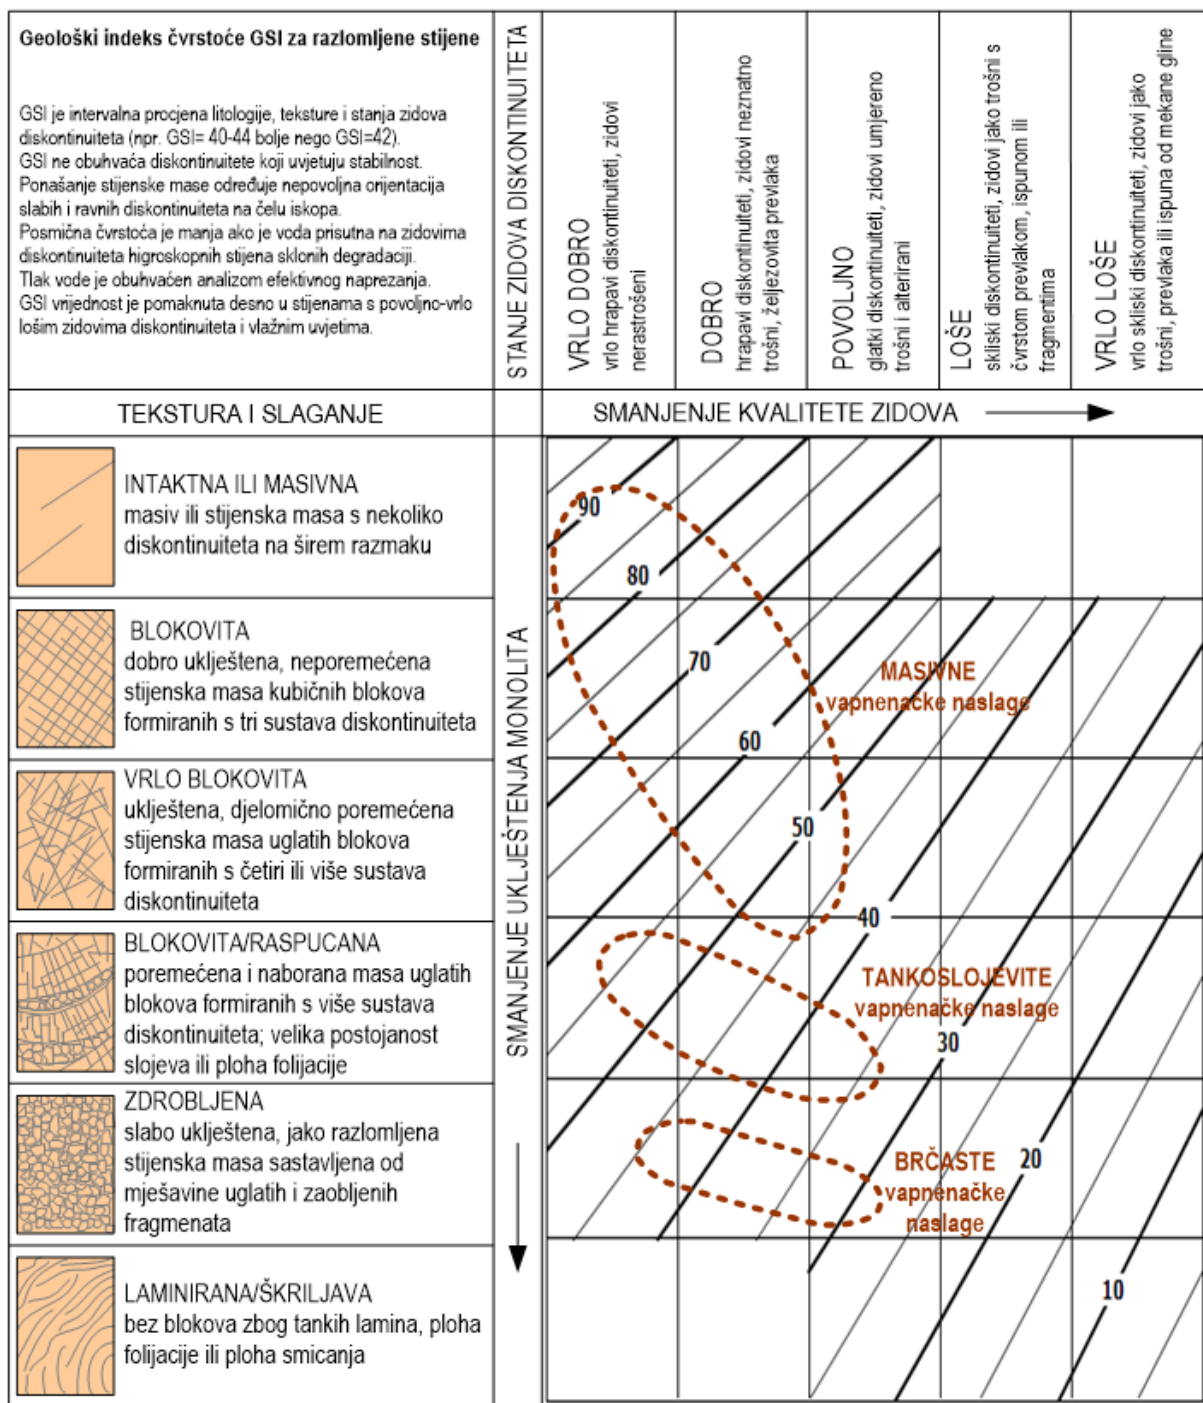 Geološki indeks čvrstoće GSI za razlomljene stijene
GSI je intervalna procjena litologije, teksture i stanja zidova
diskontinuiteta (npr. GSI= 40-44 bolje nego GSI=42).
GSI ne obuhvaća diskontinuitete koji uvjetuju stabilnost.
Ponašanje stijenske mase određuje nepovoljna orijentacija
slabih i ravnih diskontinuiteta na čelu iskopa.
Posmična čvrstoća je manja ako je voda prisutna na zidovima
diskontinuiteta higroskopnih stijena sklonih degradaciji.
Tlak vode je obuhvaćen analizom efektivnog naprezanja.
GSI vrijednost je pomaknuta desno u stijenama s povoljno-vrlo
lošim zidovima diskontinuiteta i vlažnim uvjetima.
STANJE ZIDOVA DISKONTINUITETA
VRLO DOBRO
vrlo hrapavi diskontinuiteti, zidovi
nerastrošeni
DOBRO
hrapavi diskontinuiteti, zidovi neznatno
trošni, željezovita prevlaka
POVOLJNO
glatki diskontinuiteti, zidovi umjereno
trošni i alterirani
LOŠE
skliski diskontinuiteti, zidovi jako trošni s
čvrstom prevlakom, ispunom ili
fragmentima
VRLO LOŠE
vrlo skliski diskontinuiteti, zidovi jako
trošni, prevlaka ili ispuna od mekane gline
TEKSTURA I SLAGANJE
SMANJENJE KVALITETE ZIDOVA
INTAKTNA ILI MASIVNA
masiv ili stijenska masa s nekoliko
diskontinuiteta na širem razmaku
BLOKOVITA
dobro uklještena, neporemećena
stijenska masa kubičnih blokova
formiranih s tri sustava diskontinuiteta
VRLO BLOKOVITA
uklještena, djelomično poremećena
stijenska masa uglatih blokova
formiranih s četiri ili više sustava
diskontinuiteta
BLOKOVITA/RASPUCANA
poremećena i naborana masa uglatih
blokova formiranih s više sustava
diskontinuiteta; velika postojanost
slojeva ili ploha folijacije
ZDROBLJENA
slabo uklještena, jako razlomljena
stijenska masa sastavljena od
mješavine uglatih i zaobljenih
fragmenata
LAMINIRANA/ŠKRILJAVA
bez blokova zbog tankih lamina, ploha
folijacije ili ploha smicanja
SMANJENJE UKLJEŠTENJA MONOLITA
90
80
70
MASIVNE
vapnenačke naslage
60
50
40
TANKOSLOJEVITE
vapnenačke naslage
30
BRČASTE
vapnenačke
naslage
20
10